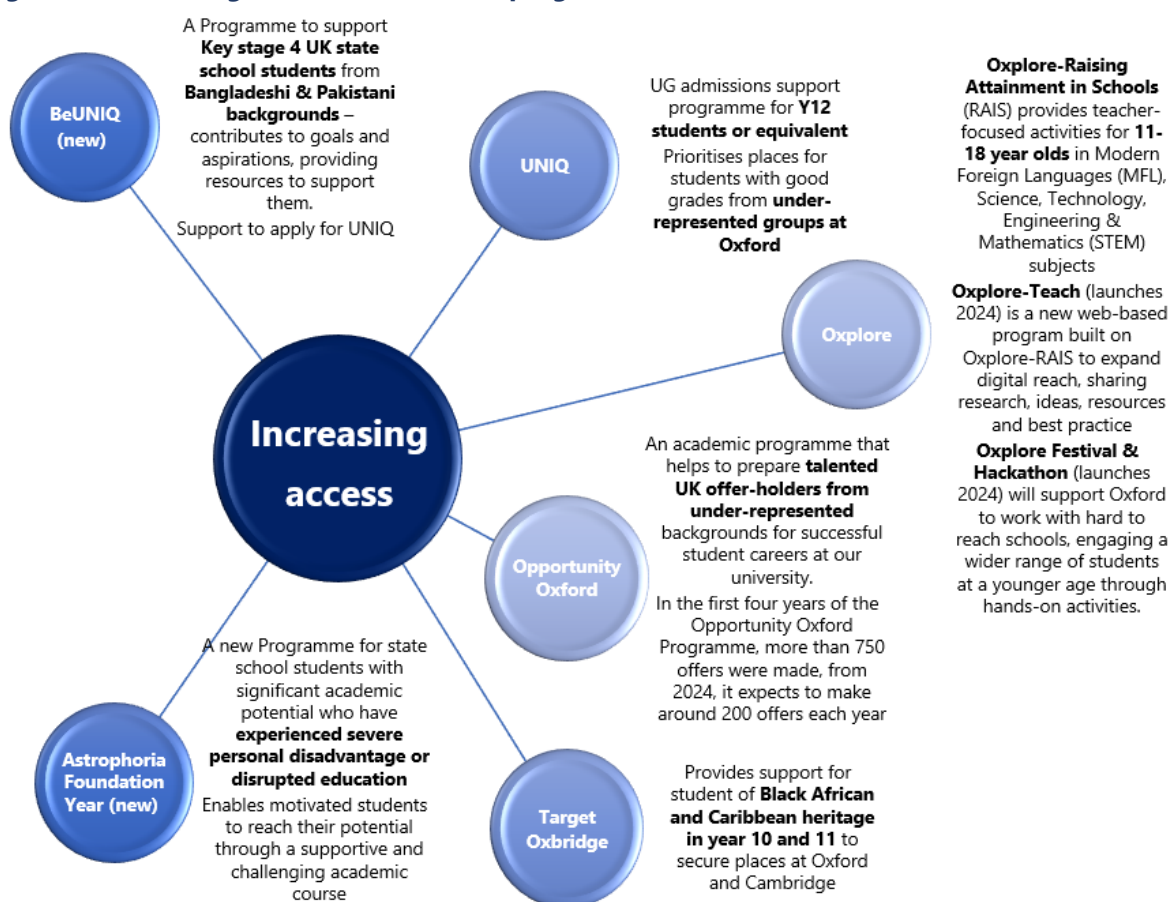 A Programme to support
Key stage 4 UK state
school students from
Bangladeshi & Pakistani
backgrounds –
contributes to goals and
aspirations, providing
resources to support
them.
Support to apply for UNIQ
BeUNIQ
(new)
UNIQ
UG admissions support
programme for Y12
students or equivalent
Prioritises places for
students with good
grades from under-
represented groups at
Oxford
Oxplore-Raising
Attainment in Schools
(RAIS) provides teacher-
focused activities for 11-
18 year olds in Modern
Foreign Languages (MFL),
Science, Technology,
Engineering &
Mathematics (STEM)
subjects
Oxplore-Teach (launches
2024) is a new web-based
program built on
Oxplore-RAIS to expand
digital reach, sharing
research, ideas, resources
and best practice
Oxplore Festival &
Hackathon (launches
2024) will support Oxford
to work with hard to
reach schools, engaging a
wider range of students
at a younger age through
hands-on activities.
Oxplore
Increasing
access
An academic programme that
helps to prepare talented
UK offer-holders from
under-represented
backgrounds for successful
student careers at our
university.
In the first four years of the
Opportunity Oxford
Programme, more than 750
offers were made, from
2024, it expects to make
around 200 offers each year
Opportunity
Oxford
A new Programme for state
school students with
significant academic
potential who have
experienced severe
personal disadvantage or
disrupted education
Enables motivated students
to reach their potential
through a supportive and
challenging academic
course
Astrophoria
Foundation
Year (new)
Target
Oxbridge
Provides support for
student of Black African
and Caribbean heritage
in year 10 and 11 to
secure places at Oxford
and Cambridge